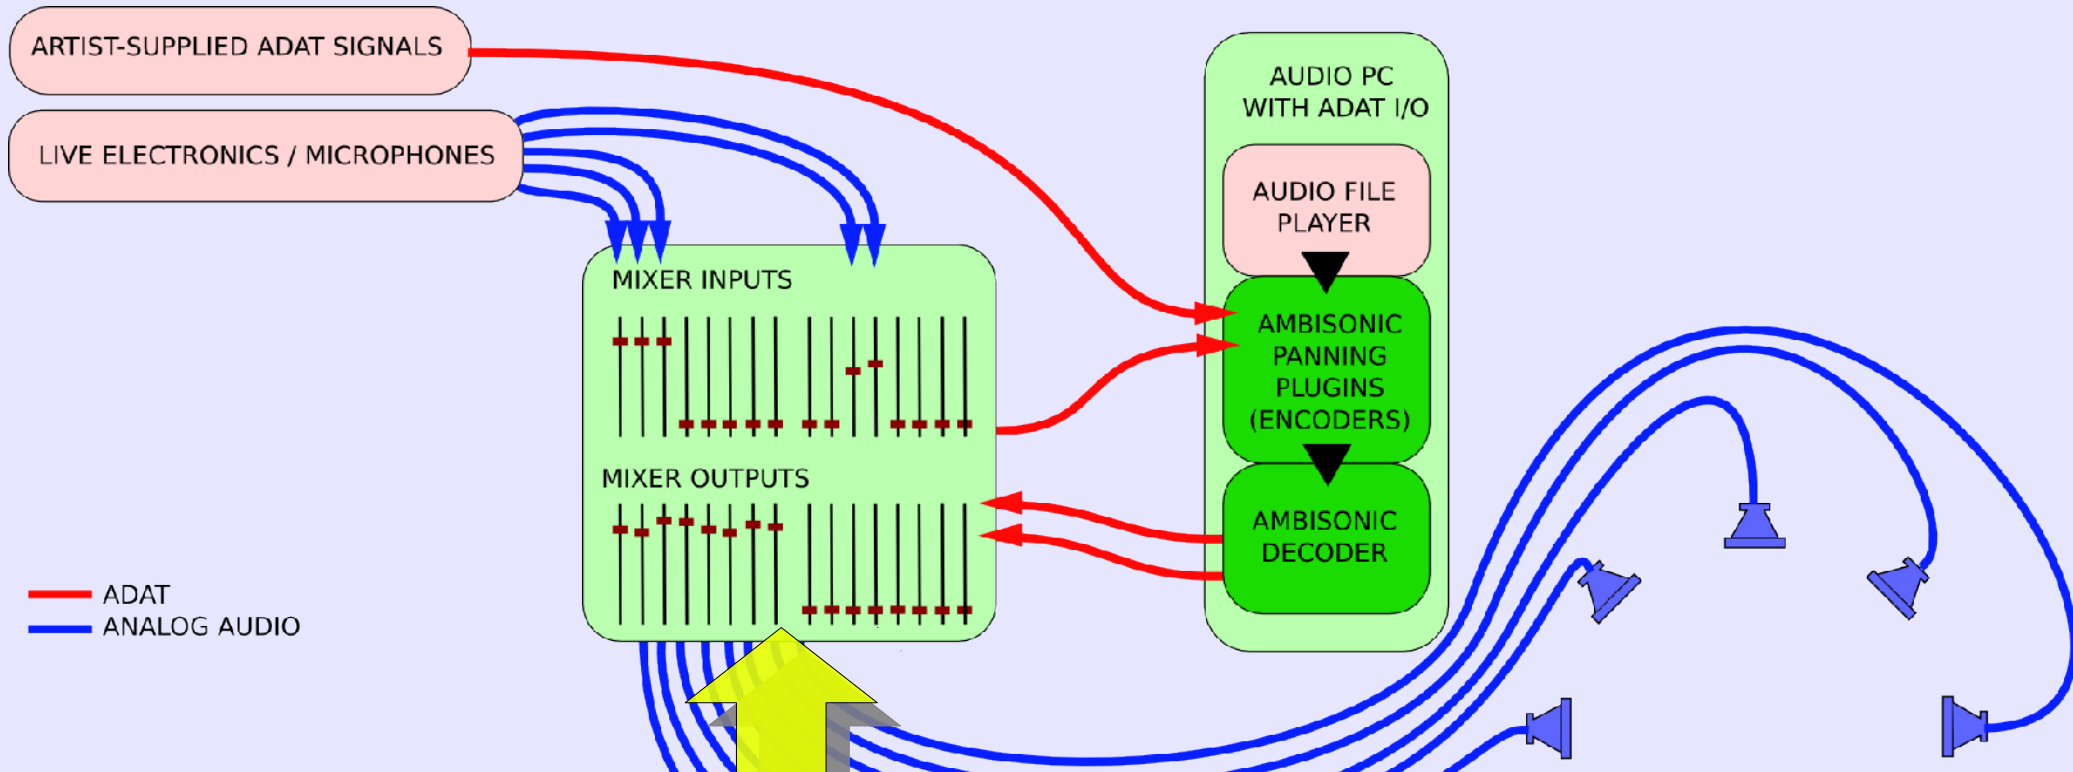 ARTIST-SUPPLIED ADAT SIGNALS
LIVE ELECTRONICS / MICROPHONES
MIXER INPUTS
MIXER OUTPUTS
AUDIO PC
WITH ADAT I/O
AUDIO FILE
PLAYER
AMBISONIC
PANNING
PLUGINS
(ENCODERS)
AMBISONIC
DECODER
ADAT
ANALOG AUDIO